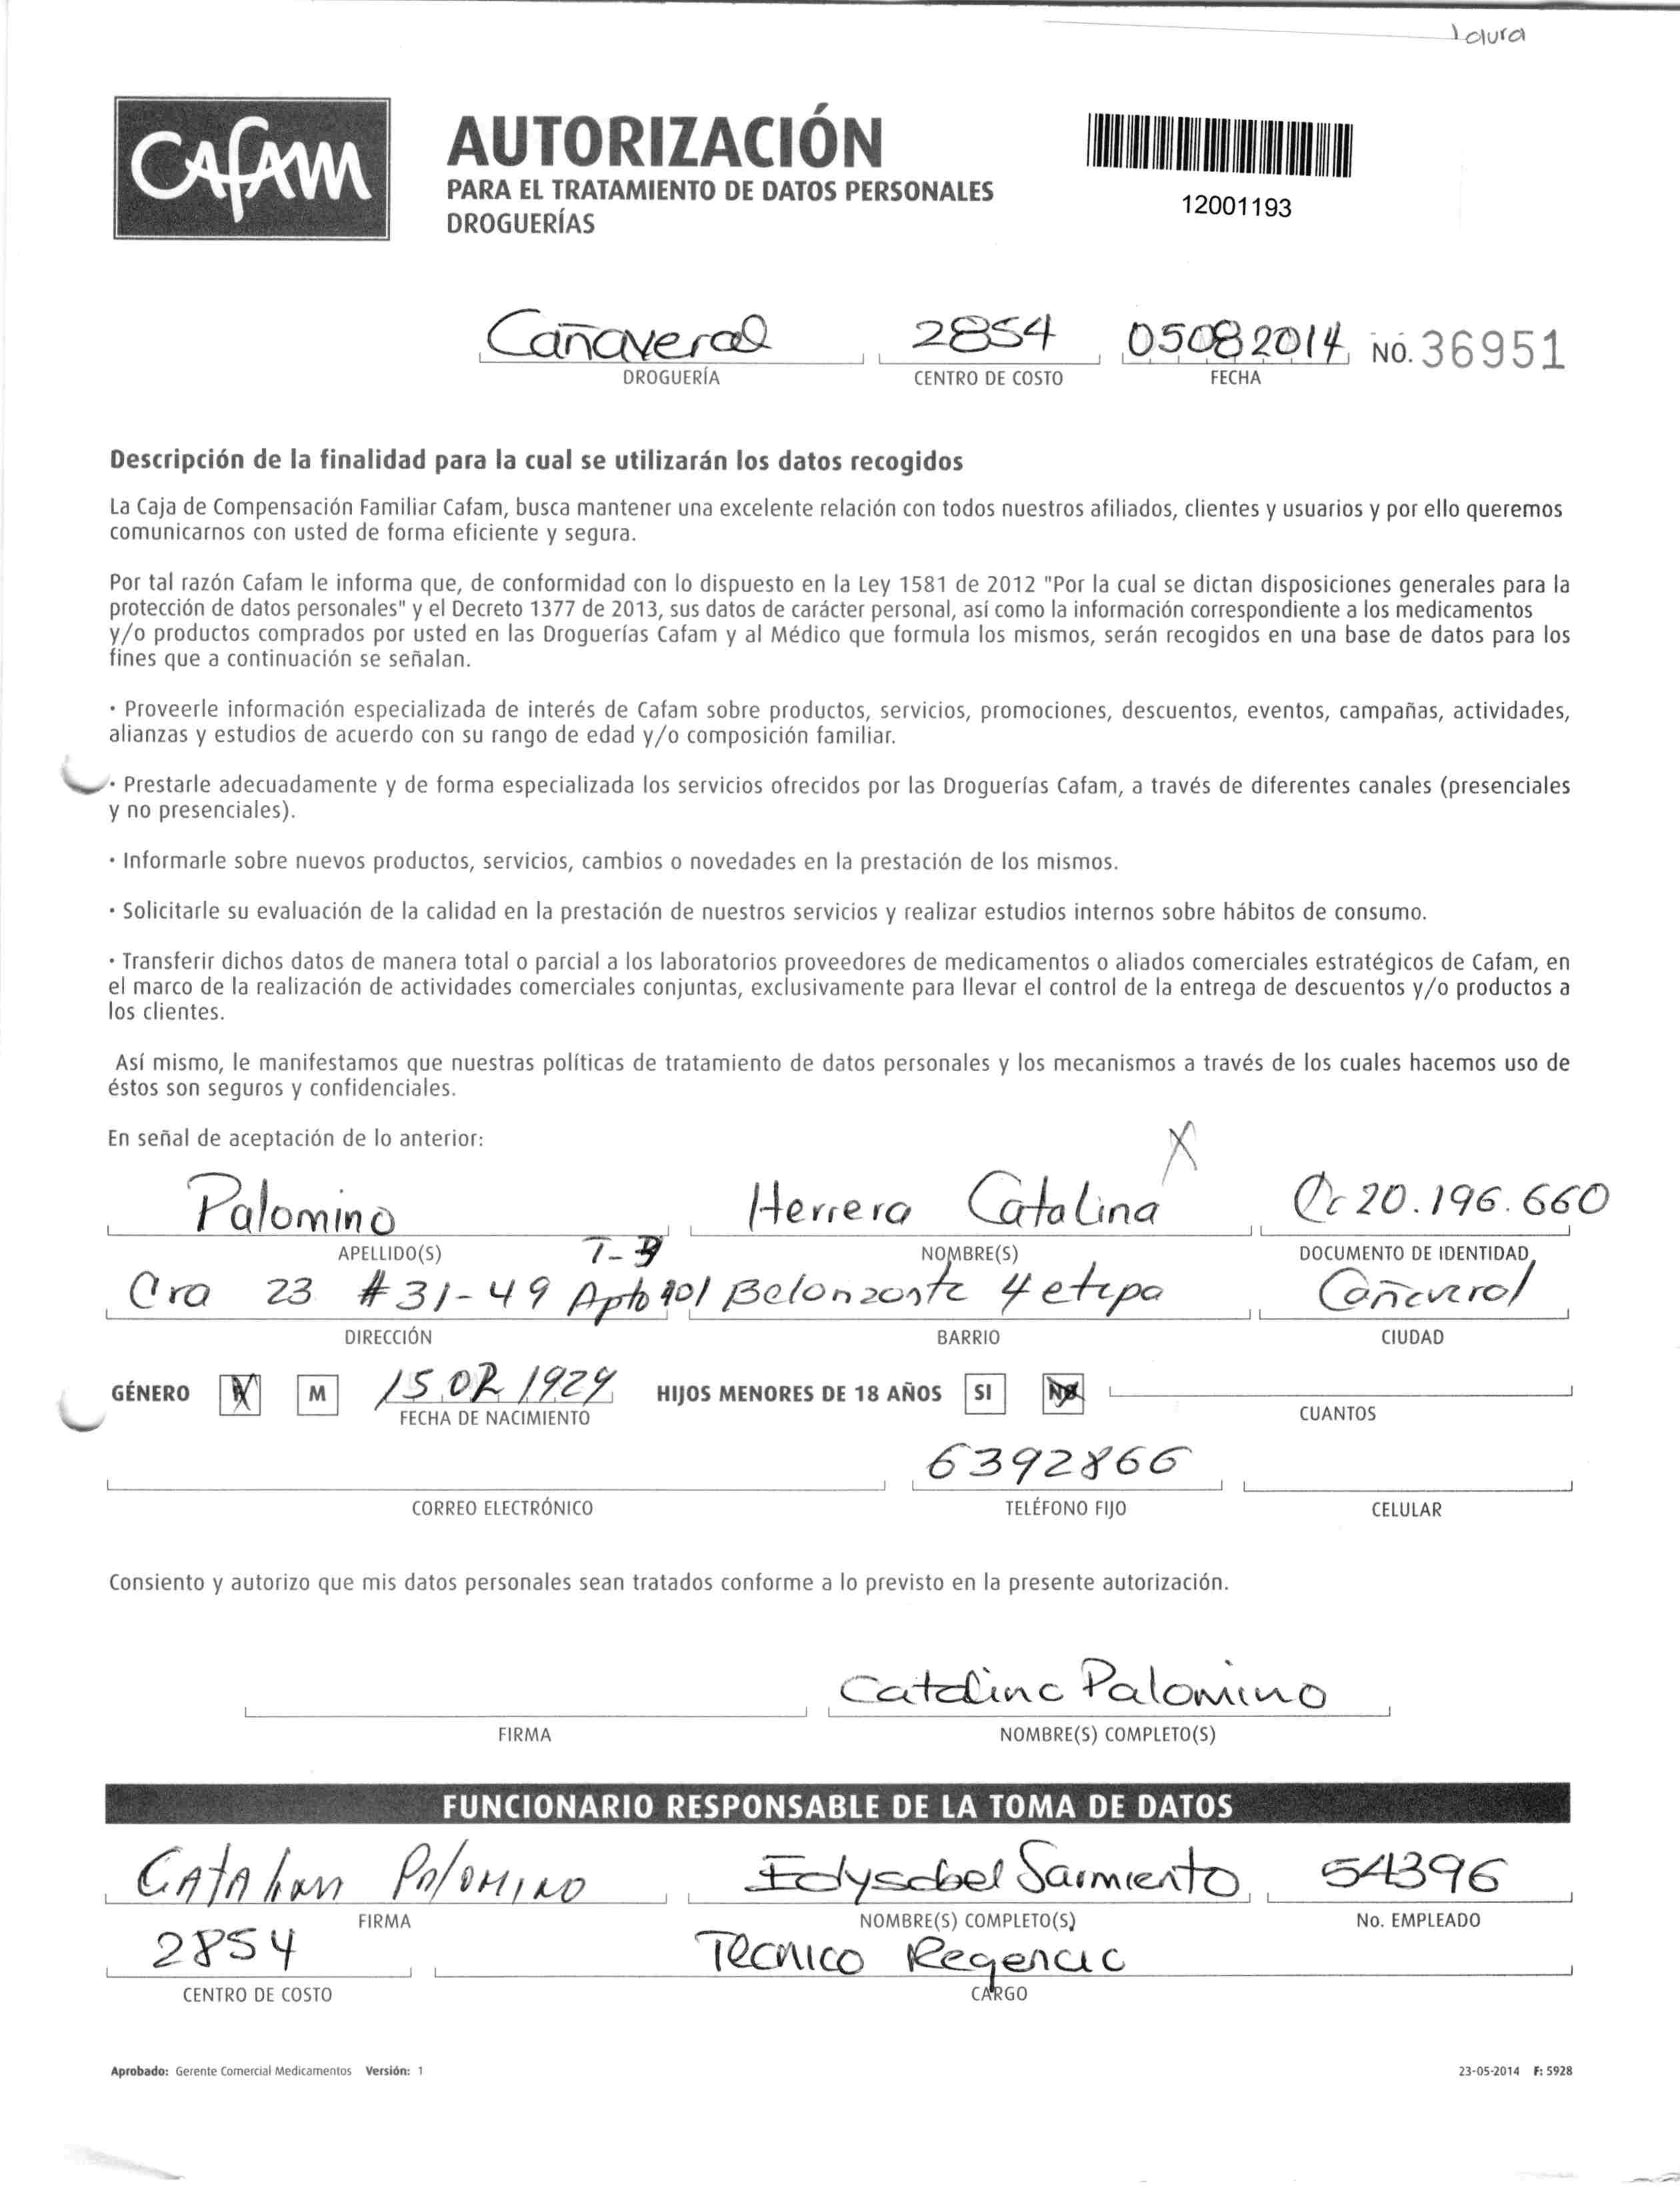 Laura
CAFAM
AUTORIZACIÓN
PARA EL TRATAMIENTO DE DATOS PERSONALES
DROGUERÍAS
12001193
Cañaveral 2854 05082014 NO. 36951
DROGUERÍA CENTRO DE COSTO FECHA
Descripción de la finalidad para la cual se utilizarán los datos recogidos
La Caja de Compensación Familiar Cafam, busca mantener una excelente relación con todos nuestros afiliados, clientes y usuarios y por ello queremos
comunicarnos con usted de forma eficiente y segura.
Por tal razón Cafam le informa que, de conformidad con lo dispuesto en la Ley 1581 de 2012 "Por la cual se dictan disposiciones generales para la
protección de datos personales" y el Decreto 1377 de 2013, sus datos de carácter personal, así como la información correspondiente a los medicamentos
y/o productos comprados por usted en las Droguerías Cafam y al Médico que formula los mismos, serán recogidos en una base de datos para los
fines que a continuación se señalan.
· Proveerle información especializada de interés de Cafam sobre productos, servicios, promociones, descuentos, eventos, campañas, actividades,
alianzas y estudios de acuerdo con su rango de edad y/o composición familiar.
· Prestarle adecuadamente y de forma especializada los servicios ofrecidos por las Droguerías Cafam, a través de diferentes canales (presenciales
y no presenciales).
· Informarle sobre nuevos productos, servicios, cambios o novedades en la prestación de los mismos.
· Solicitarle su evaluación de la calidad en la prestación de nuestros servicios y realizar estudios internos sobre hábitos de consumo.
· Transferir dichos datos de manera total o parcial a los laboratorios proveedores de medicamentos o aliados comerciales estratégicos de Cafam, en
el marco de la realización de actividades comerciales conjuntas, exclusivamente para llevar el control de la entrega de descuentos y/o productos a
los clientes.
Así mismo, le manifestamos que nuestras políticas de tratamiento de datos personales y los mecanismos a través de los cuales hacemos uso de
éstos son seguros y confidenciales.
En señal de aceptación de lo anterior: X
Palomino Herrera Catalina Cc 20.196.660
APELLIDO(S) NOMBRE(S) DOCUMENTO DE IDENTIDAD
Cra 23 # 31-49 Apto 401 4 etapa Cañaveral
DIRECCIÓN BARRIO CIUDAD
GÉNERO M 15 02 1929 HIJOS MENORES DE 18 AÑOS SI NO
FECHA DE NACIMIENTO CUANTOS
6392866
CORREO ELECTRÓNICO TELÉFONO FIJO CELULAR
Consiento y autorizo que mis datos personales sean tratados conforme a lo previsto en la presente autorización.
Catalina Palomino
FIRMA NOMBRE(S) COMPLETO(S)
FUNCIONARIO RESPONSABLE DE LA TOMA DE DATOS
Palomino Edysabel Sarmiento 54396
FIRMA NOMBRE(S) COMPLETO(S) No. EMPLEADO
2854 Tecnico Regencia
CENTRO DE COSTO CARGO
Aprobado: Gerente Comercial Medicamentos Versión: 1 23-05-2014 F: 5928